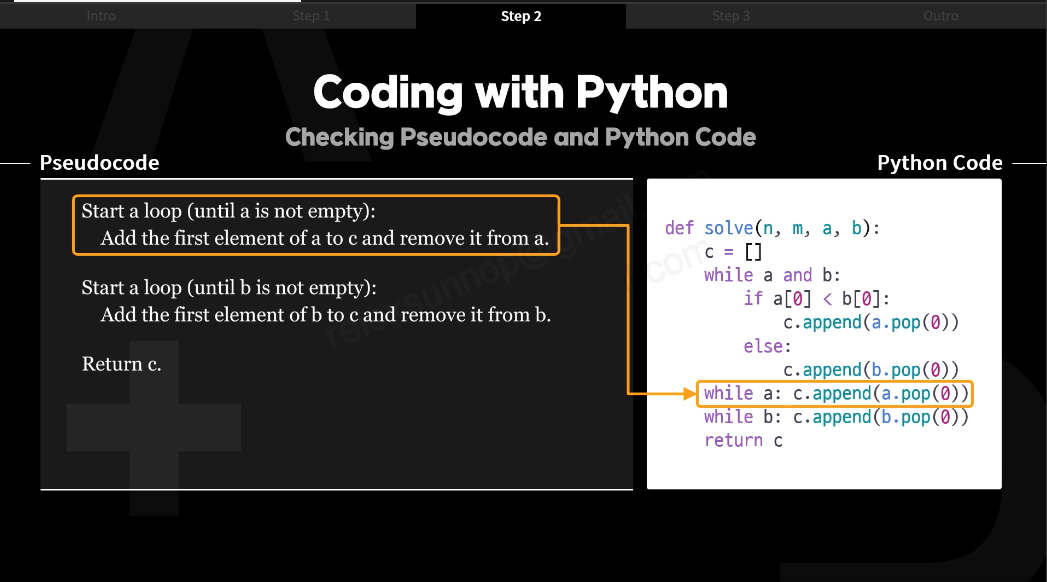 Intro
Step 1
Step 2
Step 3
Outro
Coding with Python
Checking Pseudocode and Python Code
Pseudocode
Python Code
Start a loop (until a is not empty):
Add the first element of a to c and remove it from a.
Start a loop (until b is not empty):
Add the first element of b to c and remove it from b.
Return c.
def solve(n, m, a, b):
c = []
while a and b:
if a[0] < b[0]:
c.append(a.pop(0))
else:
c.append(b.pop(0))
while a: c.append(a.pop(0))
while b: c.append(b.pop(0))
return c